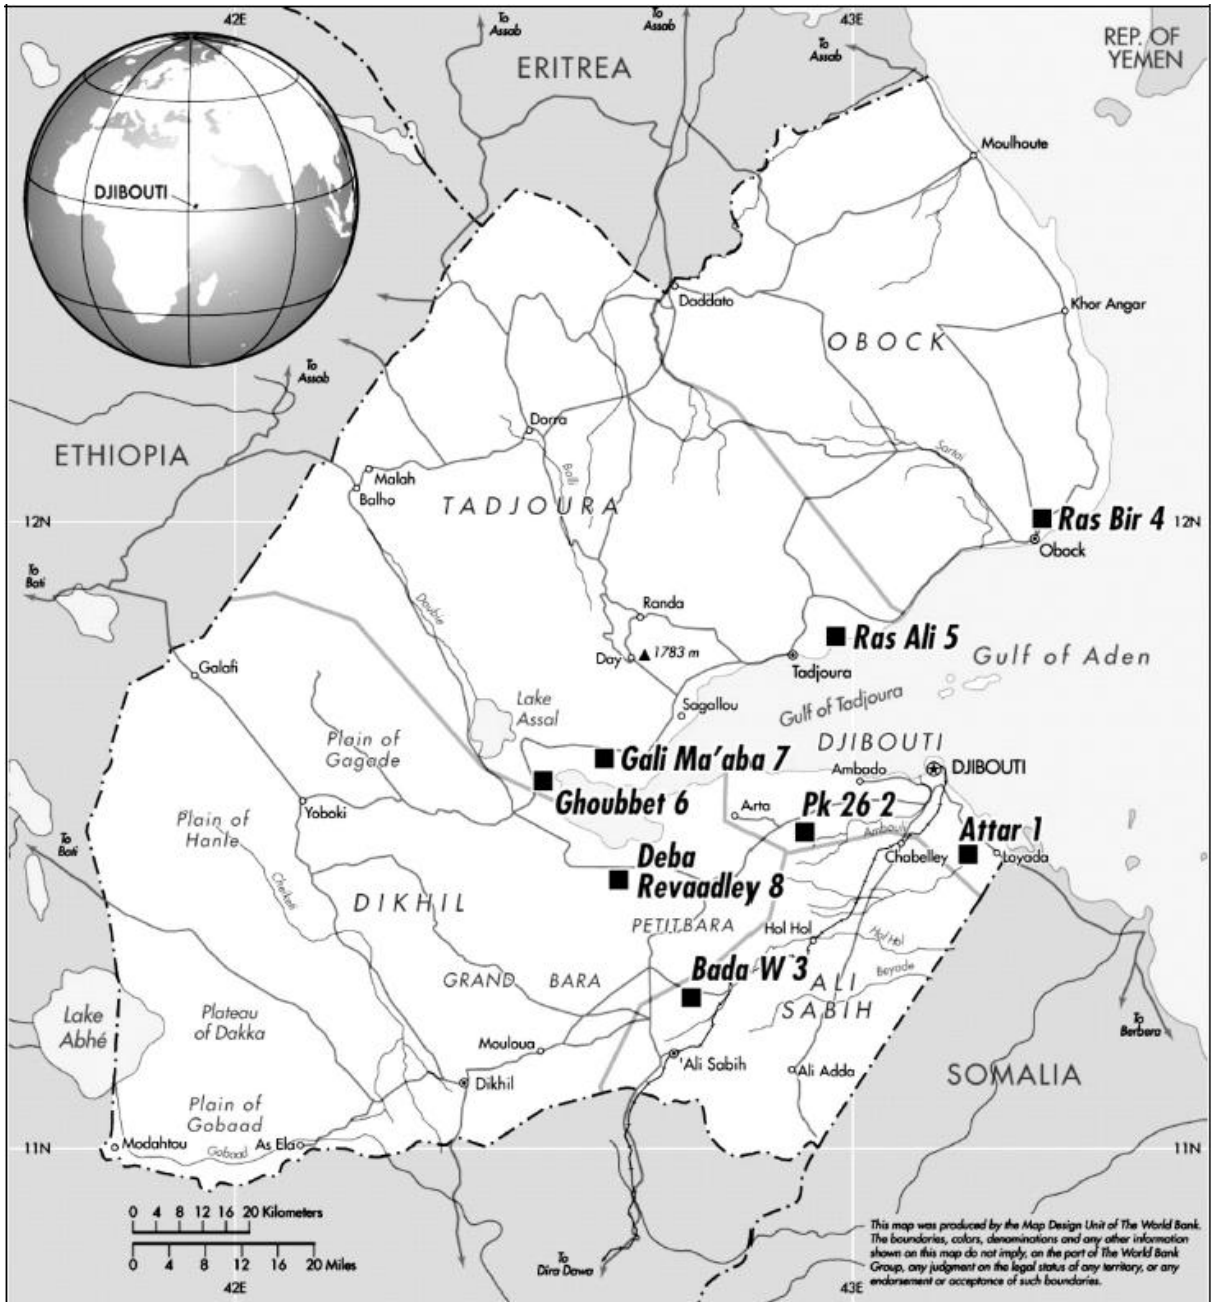 42E
43E
To
Assab
To
Assab
To
Assab
REP. OF
YEMEN
ERITREA
Moulhoute
DJIBOUTI
Daddato
Khor Angar
OBOCK
To
Assab
ETHIOPIA
Dorra
Balli
Sartai
Malah
Balho
TADJOURA
12N
Ras Bir 4
12N
Obock
To
Bati
Doubie
Randa
Day
1783 m
Ras Ali 5
Galafi
Tadjoura
Gulf of Aden
Sagallou
Gulf of Tadjoura
Lake
Assal
Plain of
Gagade
Gali Ma'aba 7
DJIBOUTI
Ambado
DJIBOUTI
Ghoubbet 6
Yoboki
Arta
Pk 26 2
Plain of
Hanle
Ambouli
Attar 1
To
Bati
Chabelley
Loyada
Deba
Revaadley 8
Cheiketi
DIKHIL
PETITBARA
Hol Hol
Hol Hol
GRAND BARA
Bada W 3
Beyade
ALI
SABIH
Lake
Abhé
Plateau
of Dakka
To
Berbera
Mouloua
'Ali Sabih
Ali Adda
SOMALIA
Dikhil
Plain of
Gobaad
Modahtou
As Ela
Gobaad
11N
11N
0 4 8 12 16 20 Kilometers
0 4 8 12 16 20 Miles
To
Dira Dawa
42E
43E
This map was produced by the Map Design Unit of The World Bank.
The boundaries, colors, denominations and any other information
shown on this map do not imply, on the part of The World Bank
Group, any judgment on the legal status of any territory, or any
endorsement or acceptance of such boundaries.